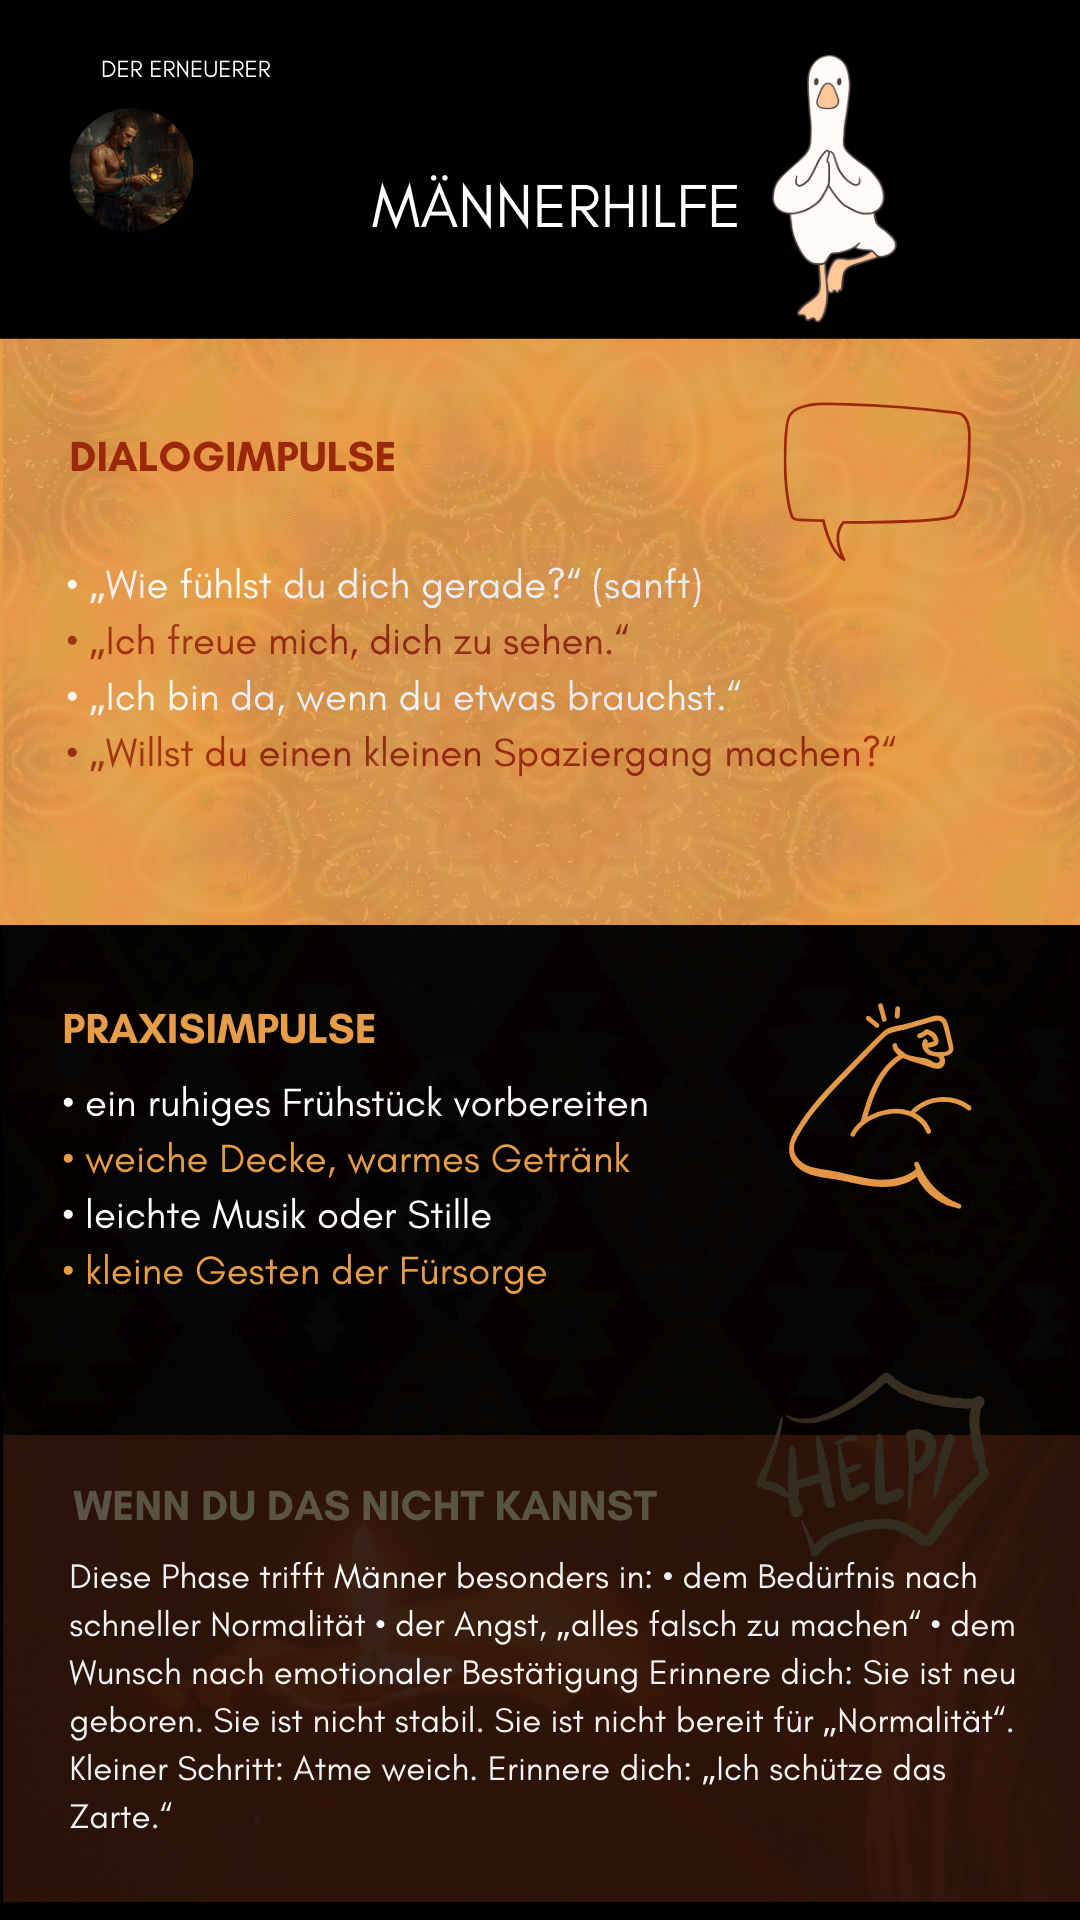 DER ERNEUERER
MÄNNERHILFE
DIALOGIMPULSE
• „Wie fühlst du dich gerade?“ (sanft)
• „Ich freue mich, dich zu sehen.“
• „Ich bin da, wenn du etwas brauchst.“
• „Willst du einen kleinen Spaziergang machen?“
PRAXISIMPULSE
• ein ruhiges Frühstück vorbereiten
• weiche Decke, warmes Getränk
• leichte Musik oder Stille
• kleine Gesten der Fürsorge
HELP!
WENN DU DAS NICHT KANNST
Diese Phase trifft Männer besonders in: • dem Bedürfnis nach
schneller Normalität • der Angst, „alles falsch zu machen“ • dem
Wunsch nach emotionaler Bestätigung Erinnere dich: Sie ist neu
geboren. Sie ist nicht stabil. Sie ist nicht bereit für „Normalität“.
Kleiner Schritt: Atme weich. Erinnere dich: „Ich schütze das
Zarte.“